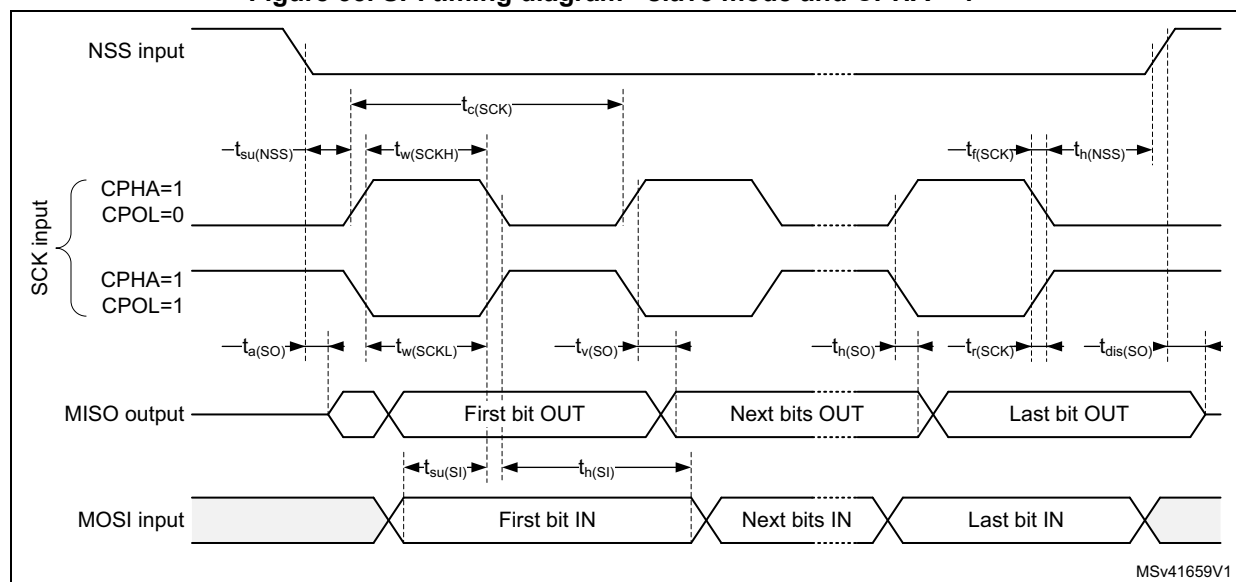 NSS input
tc(SCK)
tsu(NSS)
tw(SCKH)
tf(SCK)
th(NSS)
SCK input
CPHA=1
CPOL=0
CPHA=1
CPOL=1
ta(SO)
tw(SCKL)
tv(SO)
th(SO)
tr(SCK)
tdis(SO)
MISO output
First bit OUT
Next bits OUT
Last bit OUT
tsu(SI)
th(SI)
MOSI input
First bit IN
Next bits IN
Last bit IN
MSv41659V1